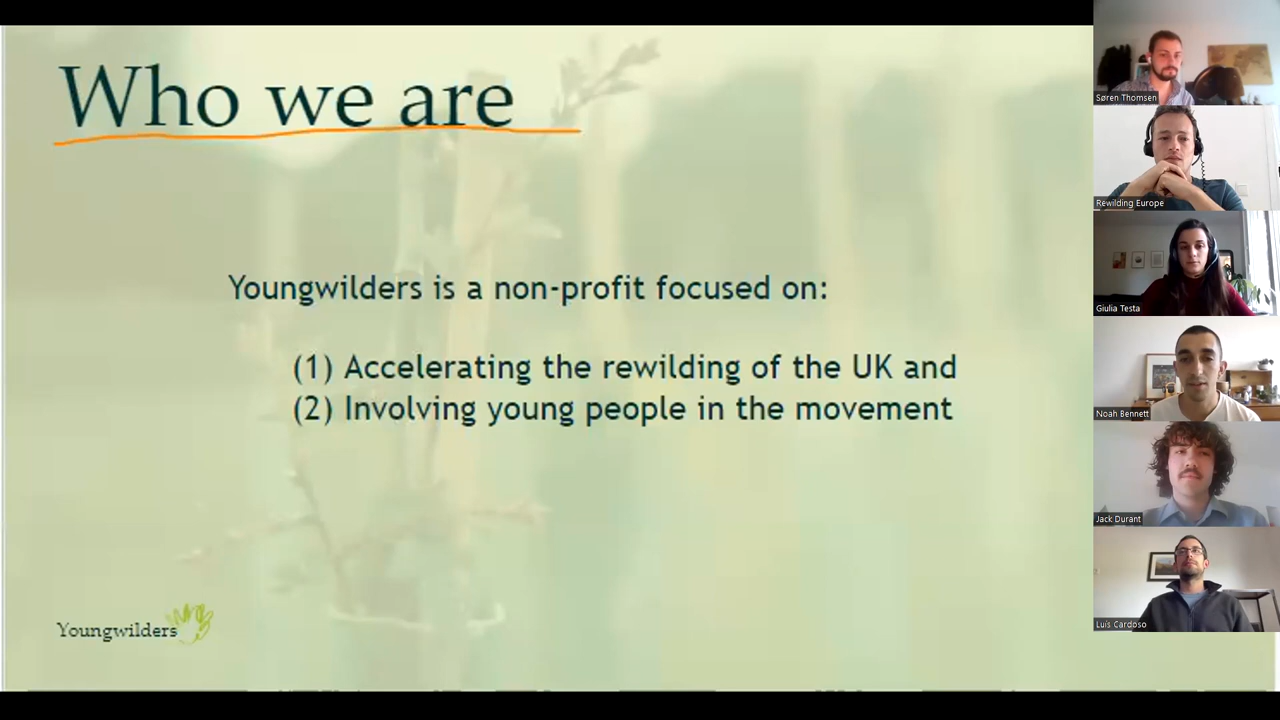 Who we are
Youngwilders is a non-profit focused on:
(1) Accelerating the rewilding of the UK and
(2) Involving young people in the movement
Youngwilders
Søren Thomsen
Rewilding Europe
Giulia Testa
Noah Bennett
Jack Durant
Luís Cardoso